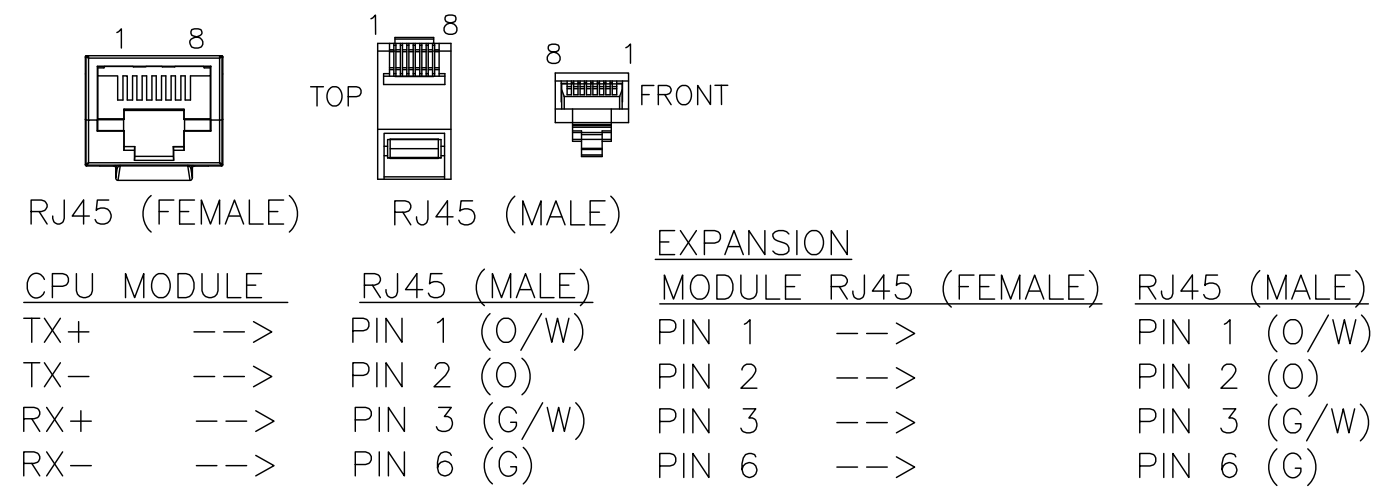 1 8
1 8
8 1
TOP
FRONT
RJ45 (FEMALE)
RJ45 (MALE)
EXPANSION
CPU MODULE RJ45 (MALE) MODULE RJ45 (FEMALE) RJ45 (MALE)
TX+ --> PIN 1 (O/W) PIN 1 --> PIN 1 (O/W)
TX- --> PIN 2 (O) PIN 2 --> PIN 2 (O)
RX+ --> PIN 3 (G/W) PIN 3 --> PIN 3 (G/W)
RX- --> PIN 6 (G) PIN 6 --> PIN 6 (G)